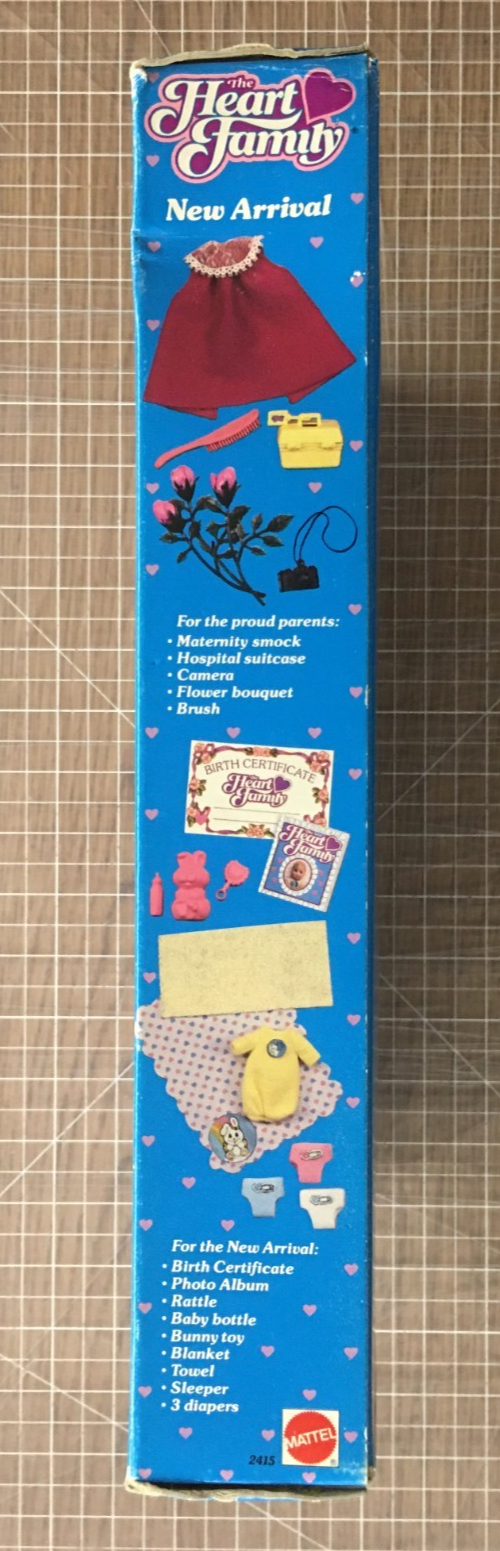 The
Heart
Family
New Arrival
For the proud parents:
• Maternity smock
• Hospital suitcase
• Camera
• Flower bouquet
• Brush
BIRTH CERTIFICATE
Heart
Family
Heart
Family
For the New Arrival:
• Birth Certificate
• Photo Album
• Rattle
• Baby bottle
• Bunny toy
• Blanket
• Towel
• Sleeper
• 3 diapers
MATTEL
®
2415